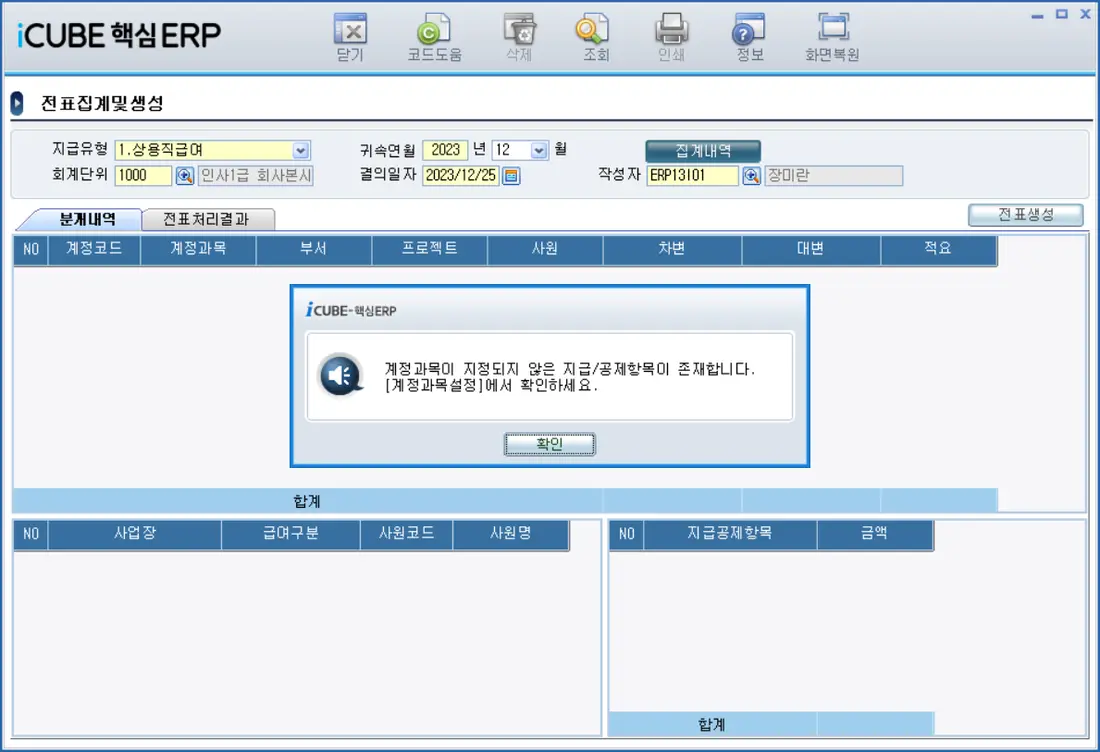 iCUBE 핵심ERP
닫기 코드도움 삭제 조회 인쇄 정보 화면복원
전표집계및생성
지급유형 1.상용직급여 귀속연월 2023 년 12 월 집계내역
회계단위 1000 인사1급 회사본시 결의일자 2023/12/25 작성자 ERP13I01 장미란
분개내역 전표처리결과 전표생성
NO 계정코드 계정과목 부서 프로젝트 사원 차변 대변 적요
iCUBE-핵심ERP
계정과목이 지정되지 않은 지급/공제항목이 존재합니다.
[계정과목설정]에서 확인하세요.
확인
합계
NO 사업장 급여구분 사원코드 사원명 NO 지급공제항목 금액
합계